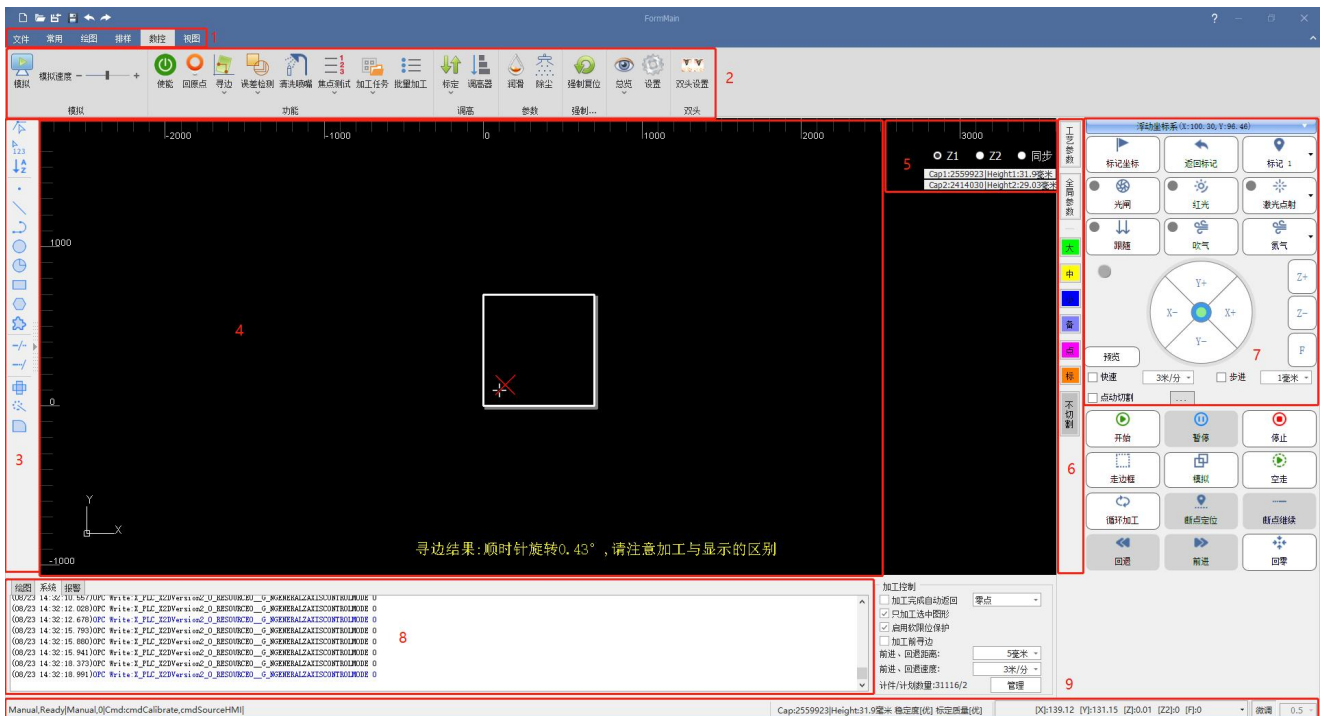 FormMain
?
文件 常用 绘图 排样 数控 视图 1
模拟 模拟速度 - + 使能 回原点 寻边 误差检测 清洗喷嘴 焦点测试 加工任务 批量加工 标定 调高器 润滑 除尘 强制复位 总览 设置 双头设置 2
模拟 功能 调高 参数 强制... 双头
-2000 -1000 0 1000 2000 3000
1000
0
-1000
Y
X
3
4
寻边结果:顺时针旋转0.43°,请注意加工与显示的区别
5
Z1 Z2 同步
Cap1:2559923|Height1:31.9毫米
Cap2:2414030|Height2:29.03毫米
工艺参数
全局参数
大
中
备
点
标
不切割
6
浮动坐标系(X:100.30,Y:96.46)
标记坐标 返回标记 标记 1
光闸 红光 激光点射
跟随 吹气 氮气
Y+
X- X+
Y-
Z+
Z-
F
7
预览
快速 3米/分 步进 1毫米
点动切割 ...
开始 暂停 停止
走边框 模拟 空走
循环加工 断点定位 断点继续
回退 前进 回零
绘图 系统 报警
(08/23 14:32:10.557)OPC Write:X_PLC_X2DVersion2_0_RESOURCE0__G_NGENERALZAXISCONTROLMODE 0
(08/23 14:32:12.028)OPC Write:X_PLC_X2DVersion2_0_RESOURCE0__G_NGENERALZAXISCONTROLMODE 0
(08/23 14:32:12.678)OPC Write:X_PLC_X2DVersion2_0_RESOURCE0__G_NGENERALZAXISCONTROLMODE 0
(08/23 14:32:15.793)OPC Write:X_PLC_X2DVersion2_0_RESOURCE0__G_NGENERALZAXISCONTROLMODE 0
(08/23 14:32:15.880)OPC Write:X_PLC_X2DVersion2_0_RESOURCE0__G_NGENERALZAXISCONTROLMODE 0
(08/23 14:32:15.941)OPC Write:X_PLC_X2DVersion2_0_RESOURCE0__G_NGENERALZAXISCONTROLMODE 0
(08/23 14:32:18.373)OPC Write:X_PLC_X2DVersion2_0_RESOURCE0__G_NGENERALZAXISCONTROLMODE 0
(08/23 14:32:18.991)OPC Write:X_PLC_X2DVersion2_0_RESOURCE0__G_NGENERALZAXISCONTROLMODE 0
8
加工控制
加工完成自动返回 零点
只加工选中图形
启用软限位保护
加工前寻边
前进、回退距离: 5毫米
前进、回退速度: 3米/分
计件/计划数量:31116/2 管理
9
Manual,Ready|Manual,0|Cmd:cmdCalibrate,cmdSourceHMI|
Cap:2559923|Height:31.9毫米 稳定度[优] 标定质量[优]
[X]:139.12 [Y]:131.15 [Z]:0.01 [Z2]:0 [F]:0 微调 0.5